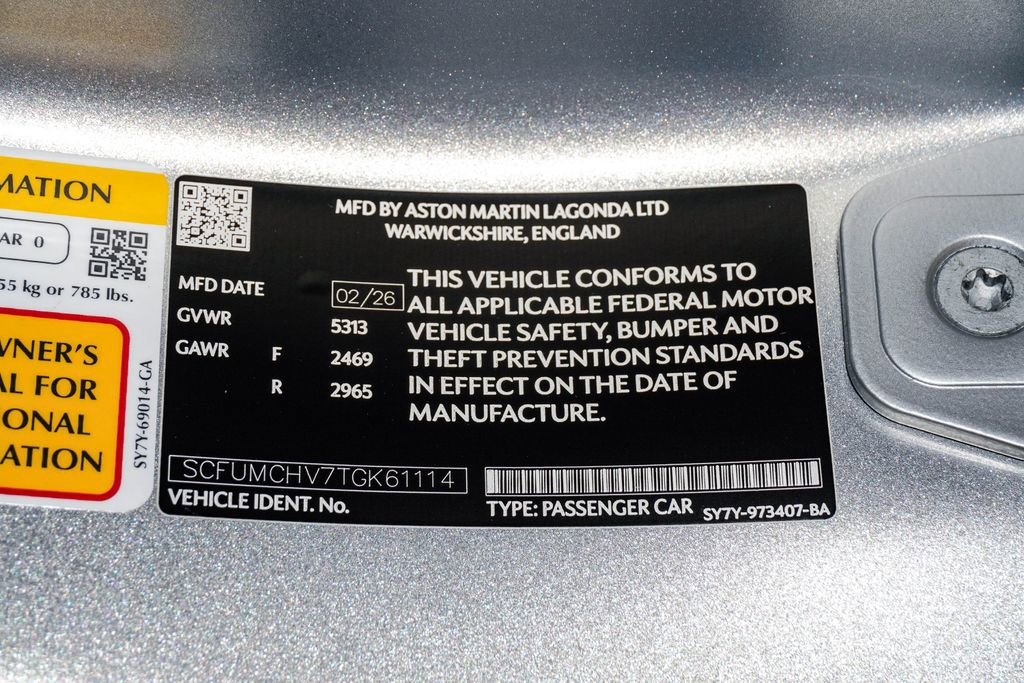 MATION
AR 0
55 kg or 785 lbs.
WNER'S
AL FOR
IONAL
ATION
SY7Y-69014-GA
MFD BY ASTON MARTIN LAGONDA LTD
WARWICKSHIRE, ENGLAND
MFD DATE 02/26
GVWR 5313
GAWR F 2469
R 2965
THIS VEHICLE CONFORMS TO
ALL APPLICABLE FEDERAL MOTOR
VEHICLE SAFETY, BUMPER AND
THEFT PREVENTION STANDARDS
IN EFFECT ON THE DATE OF
MANUFACTURE.
SCFUMCHV7TGK61114
VEHICLE IDENT. No.
TYPE: PASSENGER CAR
SY7Y-973407-BA